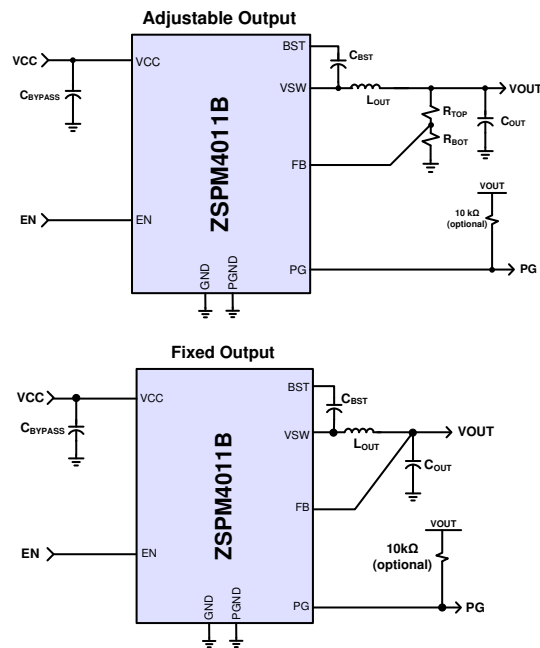 Adjustable Output
BST
VCC
VCC
CBST
VSW
VOUT
LOUT
CBYPASS
RTOP
COUT
RBOT
ZSPM4011B
FB
VOUT
EN
EN
10 kΩ
(optional)
PG
PG
GND
PGND
Fixed Output
BST
VCC
VCC
CBST
VSW
VOUT
LOUT
CBYPASS
COUT
ZSPM4011B
FB
VOUT
10kΩ
(optional)
EN
EN
PG
PG
GND
PGND